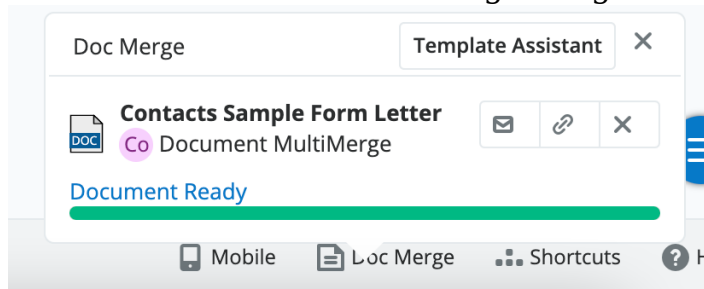 Doc Merge
Template Assistant
Contacts Sample Form Letter
DOC
Co Document MultiMerge
Document Ready
Mobile
Doc Merge
Shortcuts
?